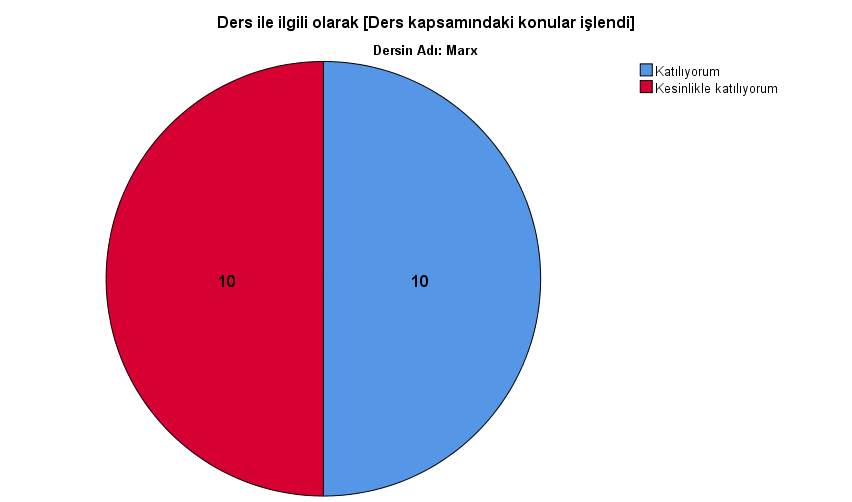 Ders ile ilgili olarak [Ders kapsamındaki konular işlendi]
Dersin Adı: Marx
Katılıyorum
Kesinlikle katılıyorum
10
10